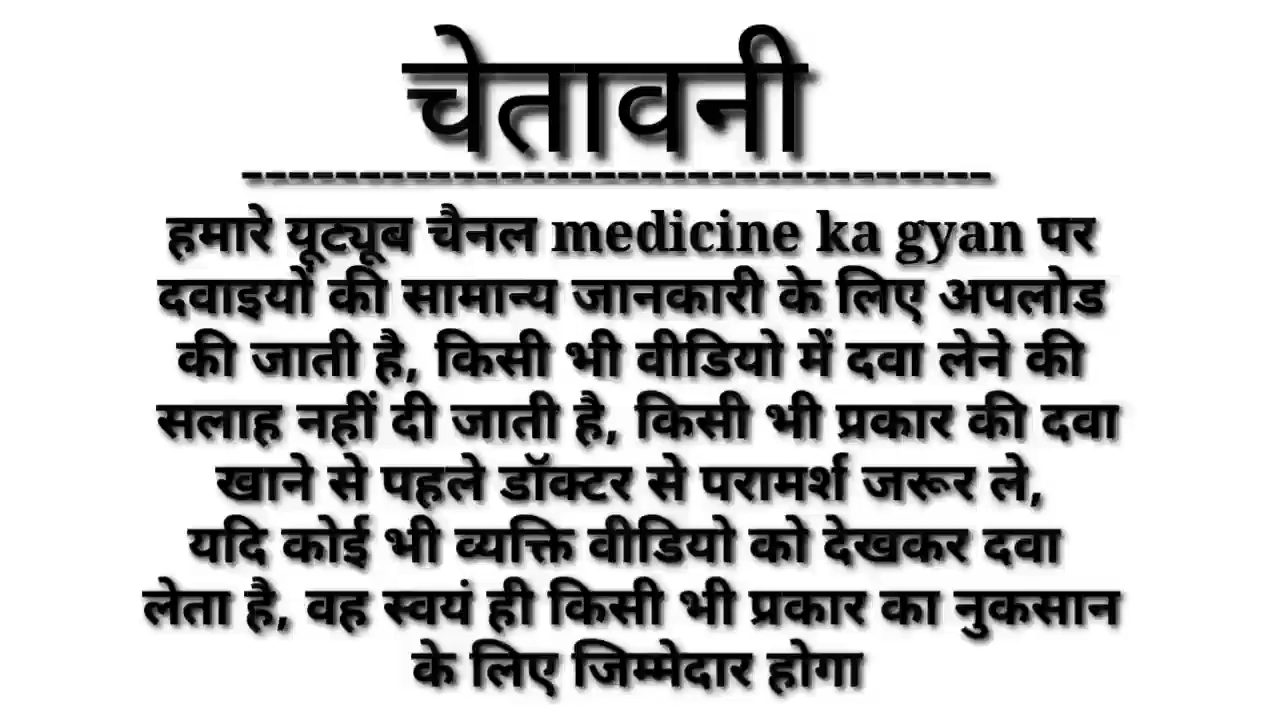 चेतावनी
---------------------------------
हमारे यूट्यूब चैनल medicine ka gyan पर
दवाइयों की सामान्य जानकारी के लिए अपलोड
की जाती है, किसी भी वीडियो में दवा लेने की
सलाह नहीं दी जाती है, किसी भी प्रकार की दवा
खाने से पहले डॉक्टर से परामर्श जरूर ले,
यदि कोई भी व्यक्ति वीडियो को देखकर दवा
लेता है, वह स्वयं ही किसी भी प्रकार का नुकसान
के लिए जिम्मेदार होगा